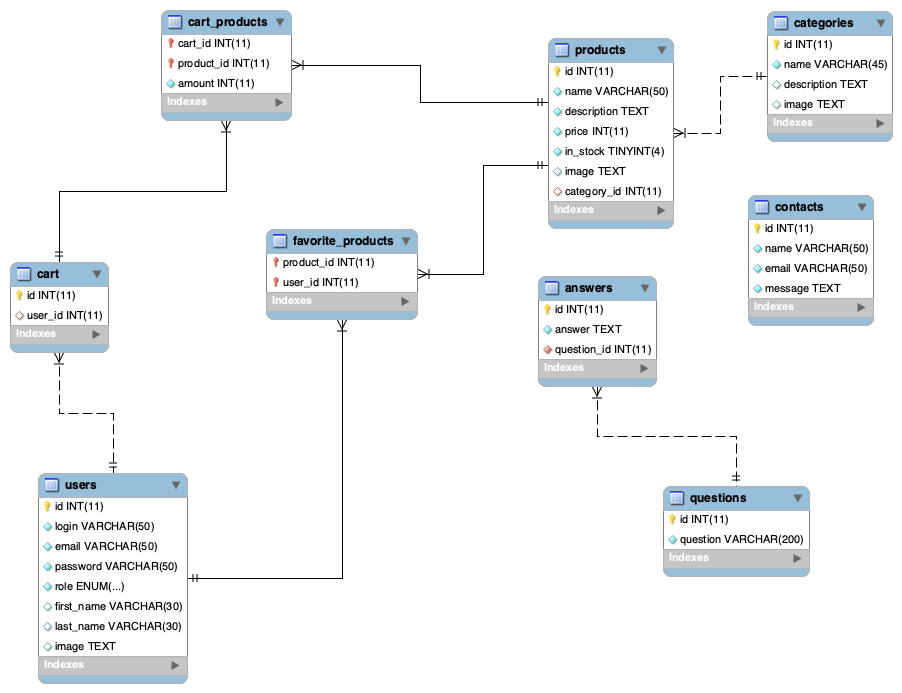 cart_products
cart_id INT(11)
product_id INT(11)
amount INT(11)
Indexes
products
id INT(11)
name VARCHAR(50)
description TEXT
price INT(11)
in_stock TINYINT(4)
image TEXT
category_id INT(11)
Indexes
categories
id INT(11)
name VARCHAR(45)
description TEXT
image TEXT
Indexes
contacts
id INT(11)
name VARCHAR(50)
email VARCHAR(50)
message TEXT
Indexes
favorite_products
product_id INT(11)
user_id INT(11)
Indexes
cart
id INT(11)
user_id INT(11)
Indexes
answers
id INT(11)
answer TEXT
question_id INT(11)
Indexes
users
id INT(11)
login VARCHAR(50)
email VARCHAR(50)
password VARCHAR(50)
role ENUM(...)
first_name VARCHAR(30)
last_name VARCHAR(30)
image TEXT
Indexes
questions
id INT(11)
question VARCHAR(200)
Indexes